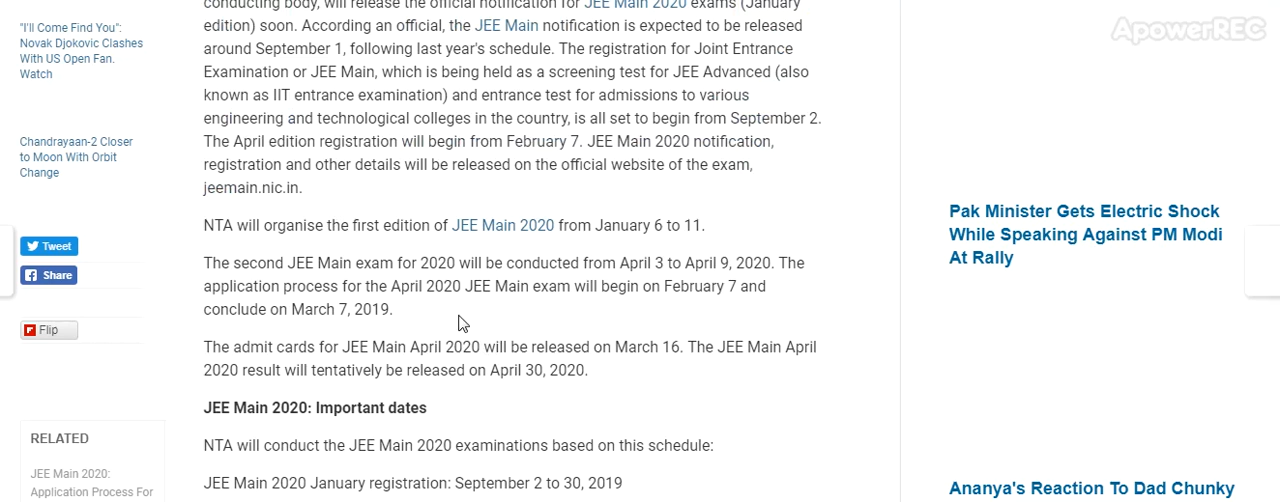 conducting body, will release the official notification for JEE Main 2020 exams (January
edition) soon. According an official, the JEE Main notification is expected to be released
around September 1, following last year's schedule. The registration for Joint Entrance
Examination or JEE Main, which is being held as a screening test for JEE Advanced (also
known as IIT entrance examination) and entrance test for admissions to various
engineering and technological colleges in the country, is all set to begin from September 2.
The April edition registration will begin from February 7. JEE Main 2020 notification,
registration and other details will be released on the official website of the exam,
jeemain.nic.in.
NTA will organise the first edition of JEE Main 2020 from January 6 to 11.
The second JEE Main exam for 2020 will be conducted from April 3 to April 9, 2020. The
application process for the April 2020 JEE Main exam will begin on February 7 and
conclude on March 7, 2019.
The admit cards for JEE Main April 2020 will be released on March 16. The JEE Main April
2020 result will tentatively be released on April 30, 2020.
JEE Main 2020: Important dates
NTA will conduct the JEE Main 2020 examinations based on this schedule:
JEE Main 2020 January registration: September 2 to 30, 2019
"I'll Come Find You":
Novak Djokovic Clashes
With US Open Fan.
Watch
Chandrayaan-2 Closer
to Moon With Orbit
Change
Tweet
Share
Flip
RELATED
JEE Main 2020:
Application Process For
ApowerREC
Pak Minister Gets Electric Shock
While Speaking Against PM Modi
At Rally
Ananya's Reaction To Dad Chunky